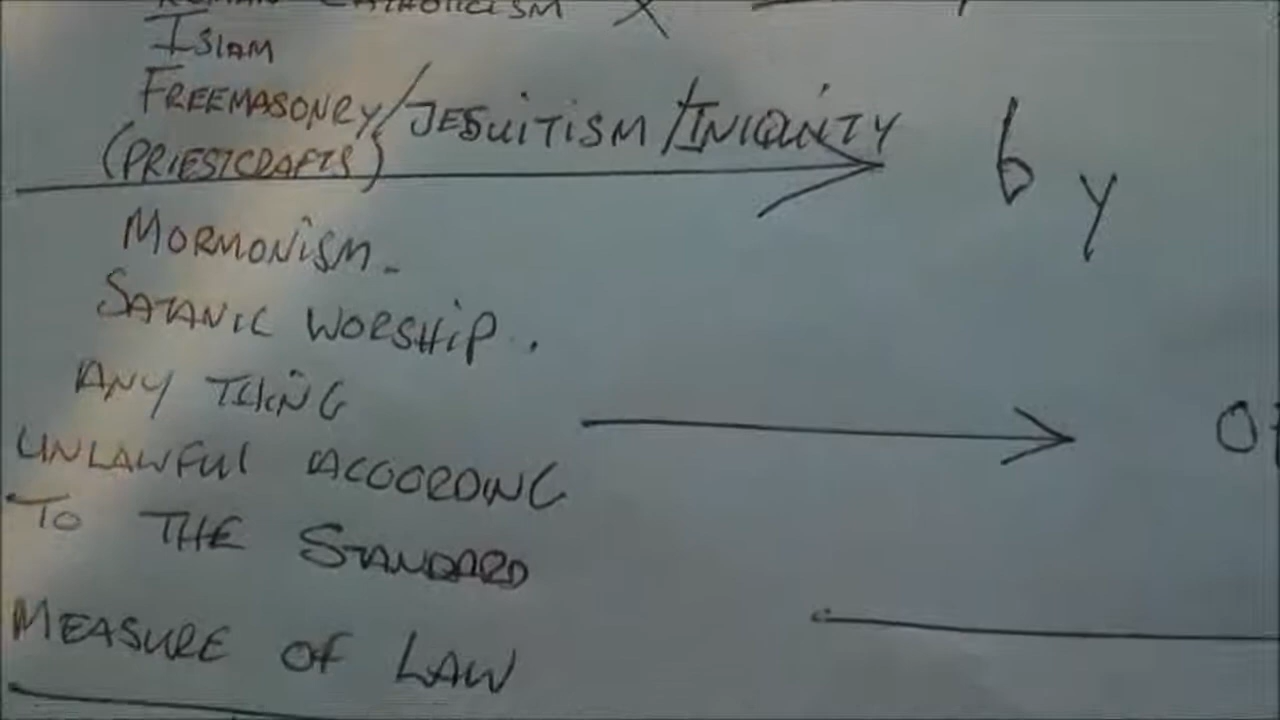 CATHOLICISM X
ISLAM
FREEMASONRY/JESUITISM/INIQUITY
(PRIESTCRAFTS)
by
MORMONISM.
SATANIC WORSHIP.
ANY THING
UNLAWFUL ACCORDING
TO THE STANDARD
MEASURE OF LAW